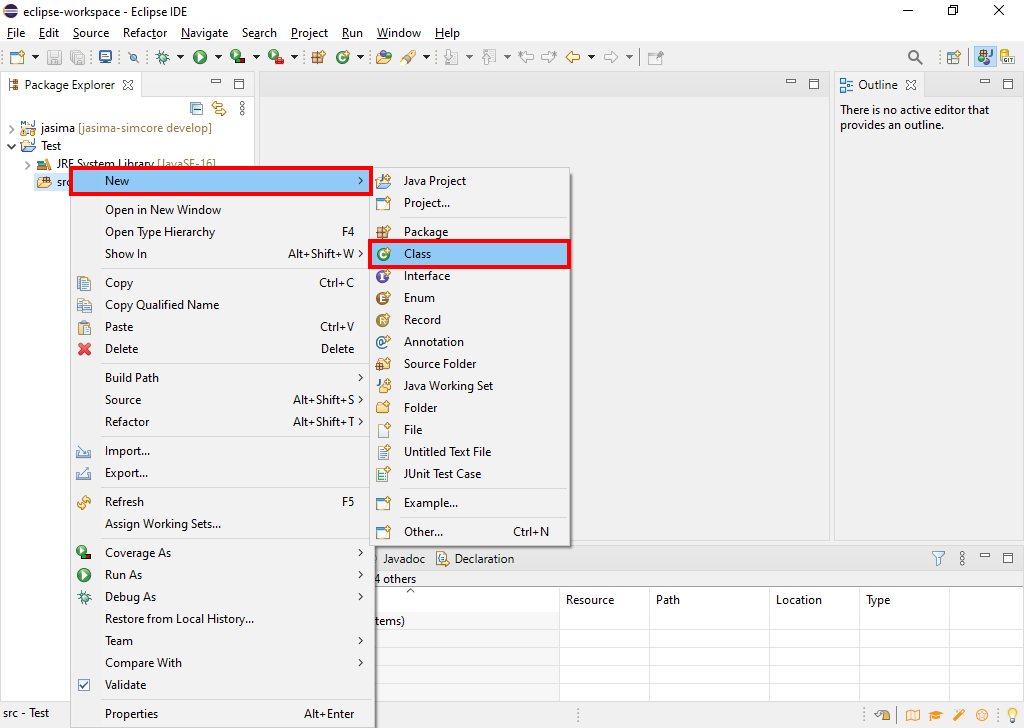 eclipse-workspace - Eclipse IDE
File Edit Source Refactor Navigate Search Project Run Window Help
Package Explorer
jasima [jasima-simcore develop]
Test
JRE System Library [JavaSE-16]
src
New
Open in New Window
Open Type Hierarchy F4
Show In Alt+Shift+W
Copy Ctrl+C
Copy Qualified Name
Paste Ctrl+V
Delete Delete
Build Path
Source Alt+Shift+S
Refactor Alt+Shift+T
Import...
Export...
Refresh F5
Assign Working Sets...
Coverage As
Run As
Debug As
Restore from Local History...
Team
Compare With
Validate
Properties Alt+Enter
Java Project
Project...
Package
Class
Interface
Enum
Record
Annotation
Source Folder
Java Working Set
Folder
File
Untitled Text File
JUnit Test Case
Example...
Other... Ctrl+N
Outline
There is no active editor that
provides an outline.
Javadoc Declaration
4 others
Resource Path Location Type
tems)
src - Test
GIT